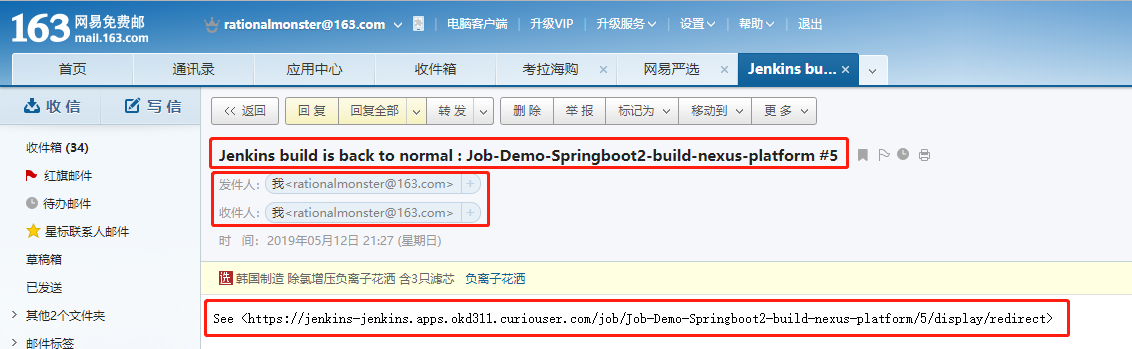 163 网易免费邮 mail.163.com
rationalmonster@163.com 电脑客户端 升级VIP 升级服务 设置 帮助 退出
首页 通讯录 应用中心 收件箱 考拉海购 × 网易严选 × Jenkins bu... ×
收信 写信
<< 返回 回复 回复全部 转发 删除 举报 标记为 移动到 更多
收件箱 (34)
红旗邮件
待办邮件
星标联系人邮件
草稿箱
已发送
其他2个文件夹
邮件标签
Jenkins build is back to normal : Job-Demo-Springboot2-build-nexus-platform #5
发件人: 我<rationalmonster@163.com> +
收件人: 我<rationalmonster@163.com> +
时 间: 2019年05月12日 21:27 (星期日)
选 韩国制造 除氯增压负离子花洒 含3只滤芯 负离子花洒
See <https://jenkins-jenkins.apps.okd311.curiouser.com/job/Job-Demo-Springboot2-build-nexus-platform/5/display/redirect>